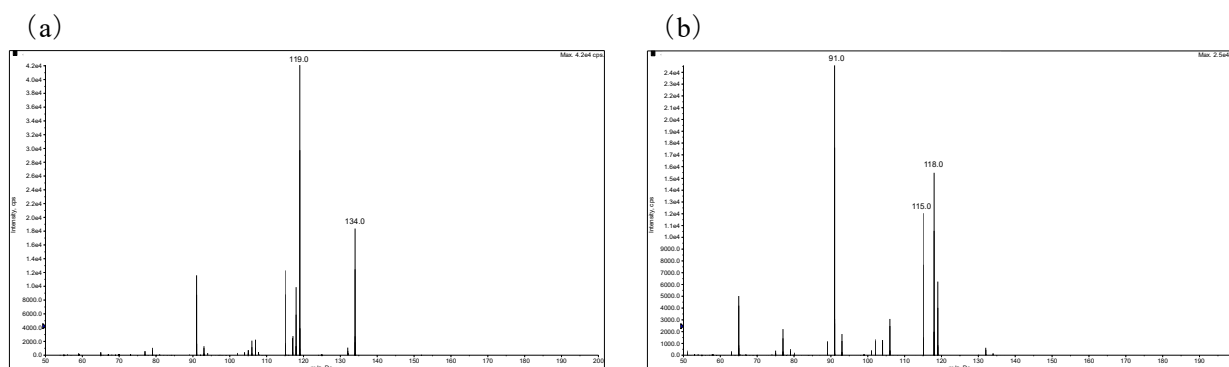 (a)
(b)
Max. 4.2e4 cps.
119.0
4.2e4
4.0e4
3.8e4
3.6e4
3.4e4
3.2e4
3.0e4
2.8e4
2.6e4
2.4e4
2.2e4
2.0e4
1.8e4
1.6e4
1.4e4
1.2e4
1.0e4
8000.0
6000.0
4000.0
2000.0
0.0
Intensity, cps
134.0
50 60 70 80 90 100 110 120 130 140 150 160 170 180 190 200
Max. 2.5e4
91.0
2.4e4
2.3e4
2.2e4
2.1e4
2.0e4
1.9e4
1.8e4
1.7e4
1.6e4
1.5e4
1.4e4
1.3e4
1.2e4
1.1e4
1.0e4
9000.0
8000.0
7000.0
6000.0
5000.0
4000.0
3000.0
2000.0
1000.0
0.0
Intensity, cps
118.0
115.0
50 60 70 80 90 100 110 120 130 140 150 160 170 180 190